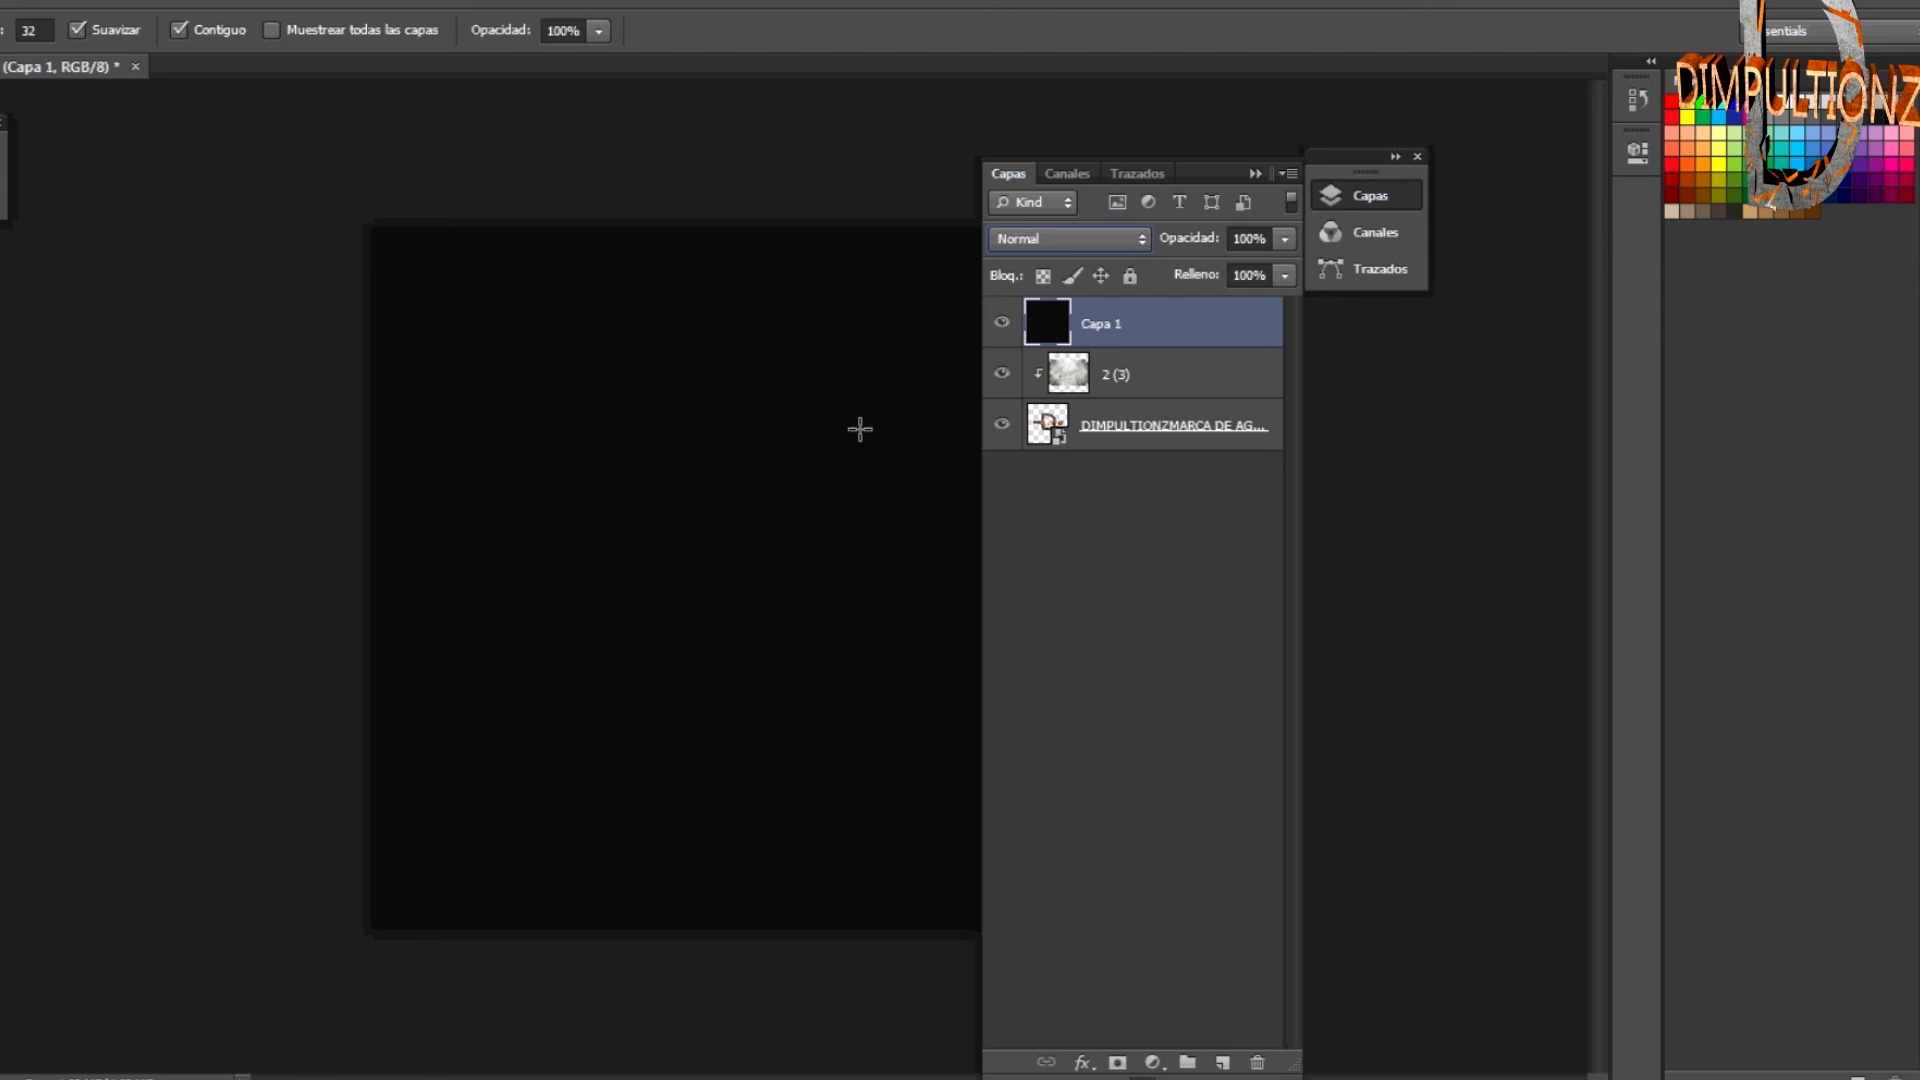 : 32 Suavizar Contiguo Muestrear todas las capas Opacidad: 100%
sentials
(Capa 1, RGB/8) * ×
DIMPULTIONZ
Capas Canales Trazados
Kind
Normal Opacidad: 100%
Bloq.: Relleno: 100%
Capa 1
2 (3)
DIMPULTIONZMARCA DE AG...
fx
Capas
Canales
Trazados